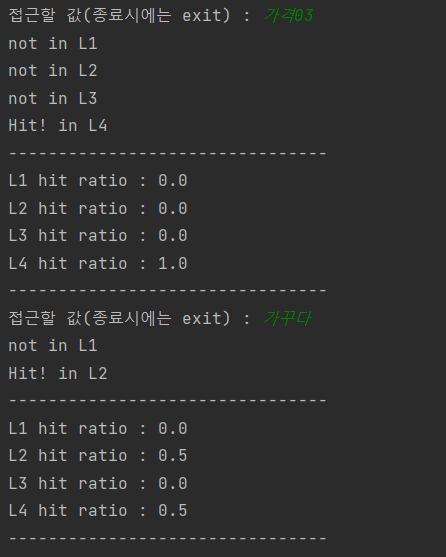 접근할 값(종료시에는 exit) : 가격03
not in L1
not in L2
not in L3
Hit! in L4
--------------------------------
L1 hit ratio : 0.0
L2 hit ratio : 0.0
L3 hit ratio : 0.0
L4 hit ratio : 1.0
--------------------------------
접근할 값(종료시에는 exit) : 가꾸다
not in L1
Hit! in L2
--------------------------------
L1 hit ratio : 0.0
L2 hit ratio : 0.5
L3 hit ratio : 0.0
L4 hit ratio : 0.5
--------------------------------